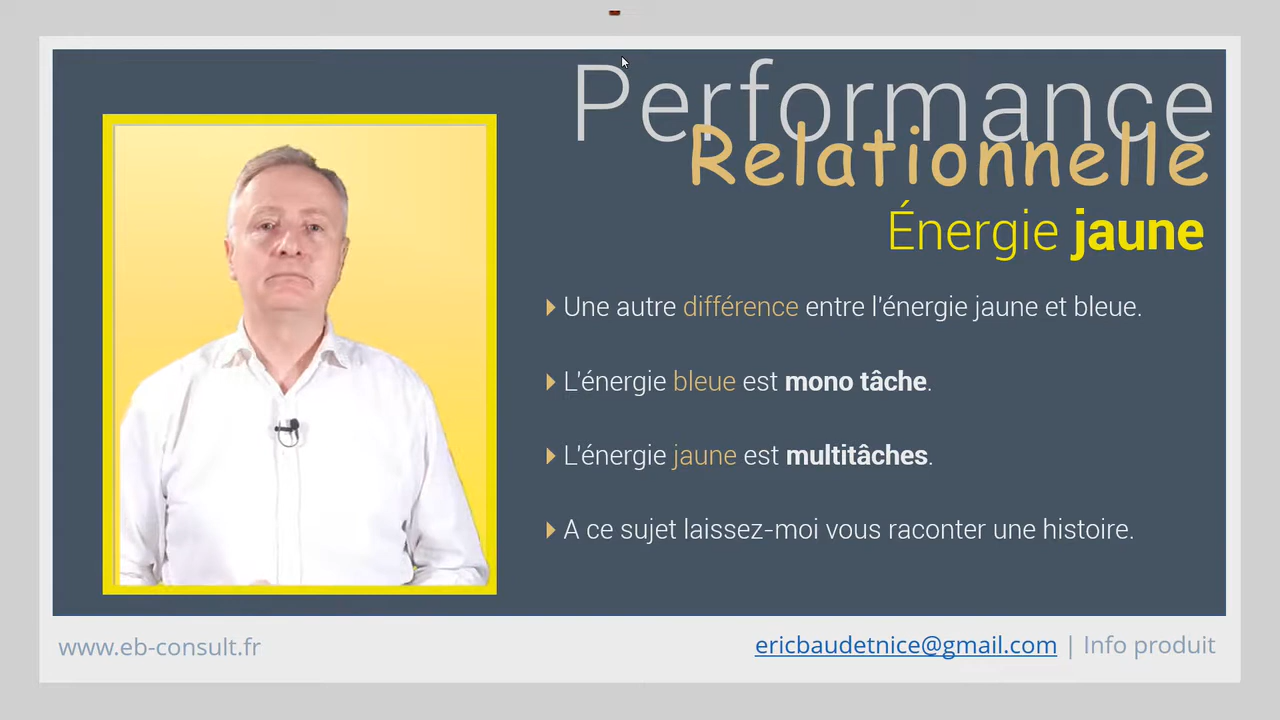 Performance
Relationnelle
Énergie jaune
Une autre différence entre l'énergie jaune et bleue.
L'énergie bleue est mono tâche.
L'énergie jaune est multitâches.
A ce sujet laissez-moi vous raconter une histoire.
www.eb-consult.fr
ericbaudetnice@gmail.com | Info produit